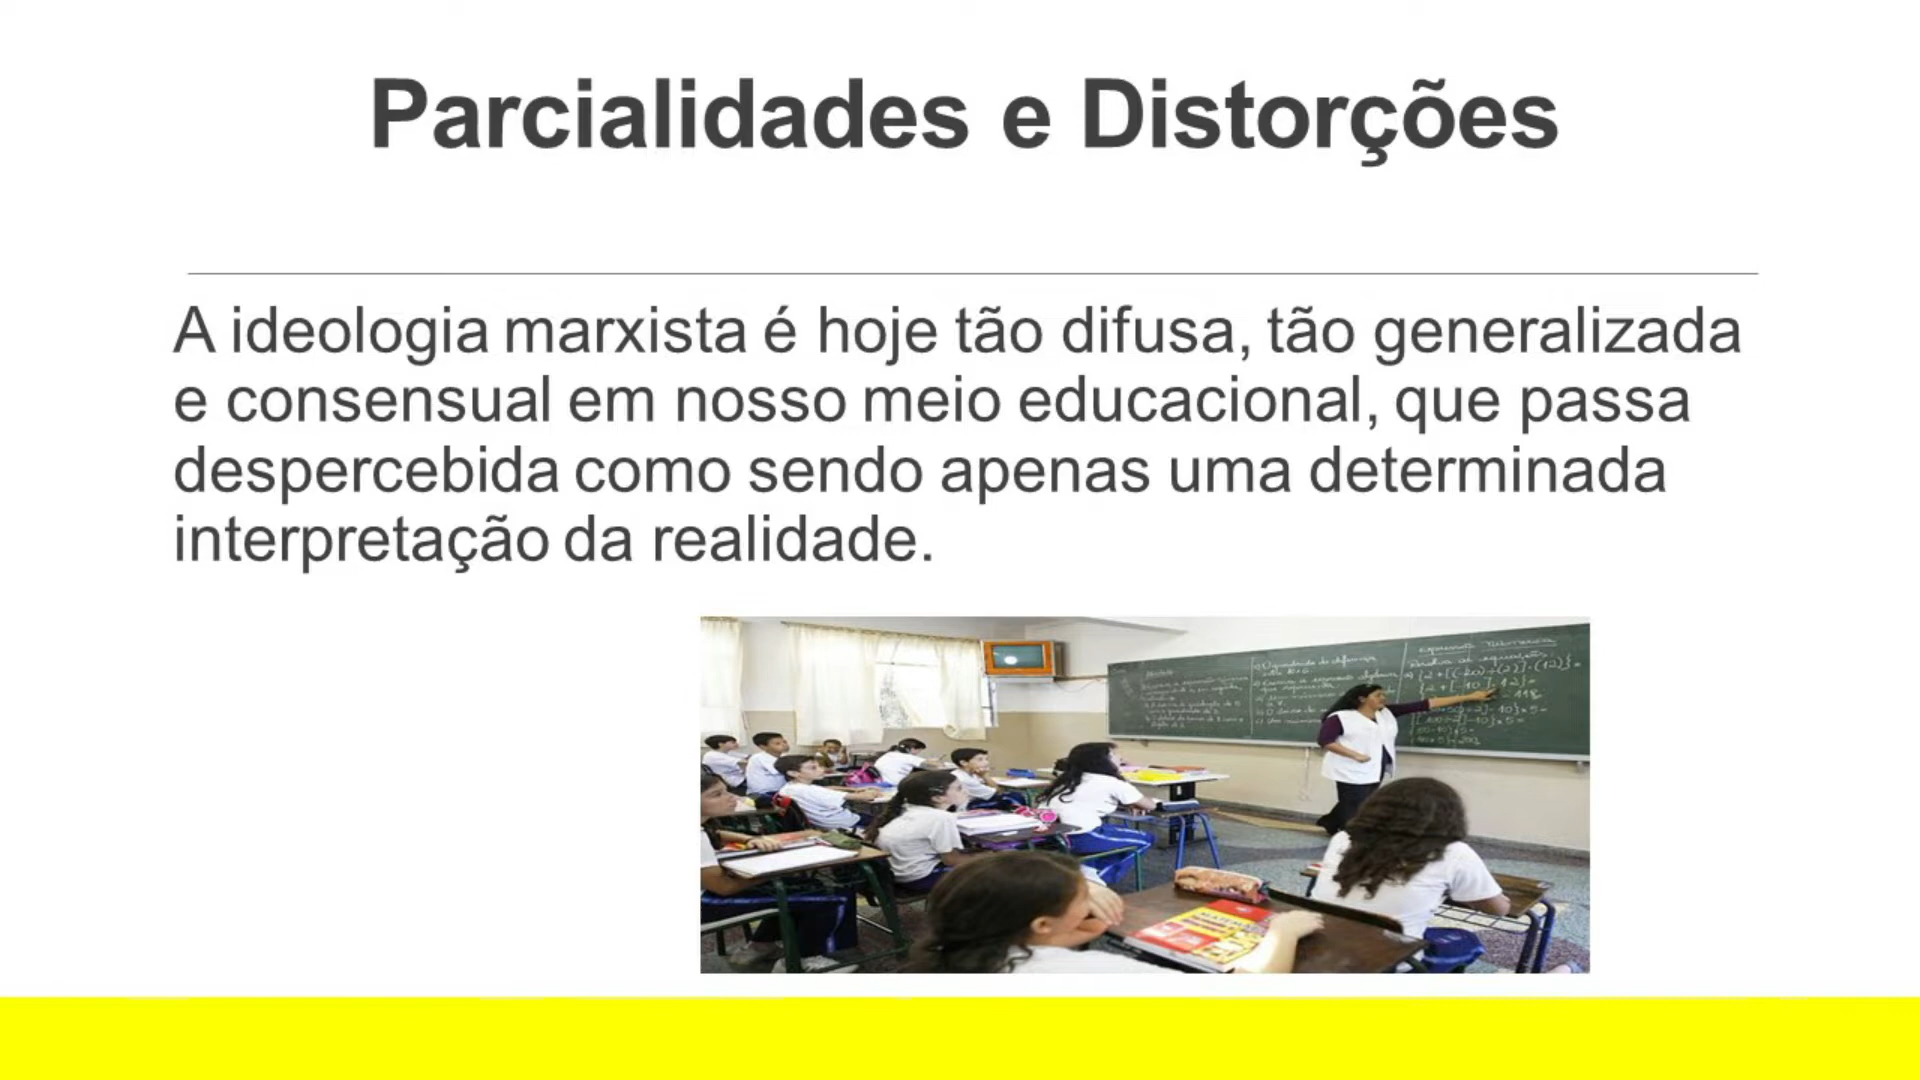 Parcialidades e Distorções
A ideologia marxista é hoje tão difusa, tão generalizada
e consensual em nosso meio educacional, que passa
despercebida como sendo apenas uma determinada
interpretação da realidade.